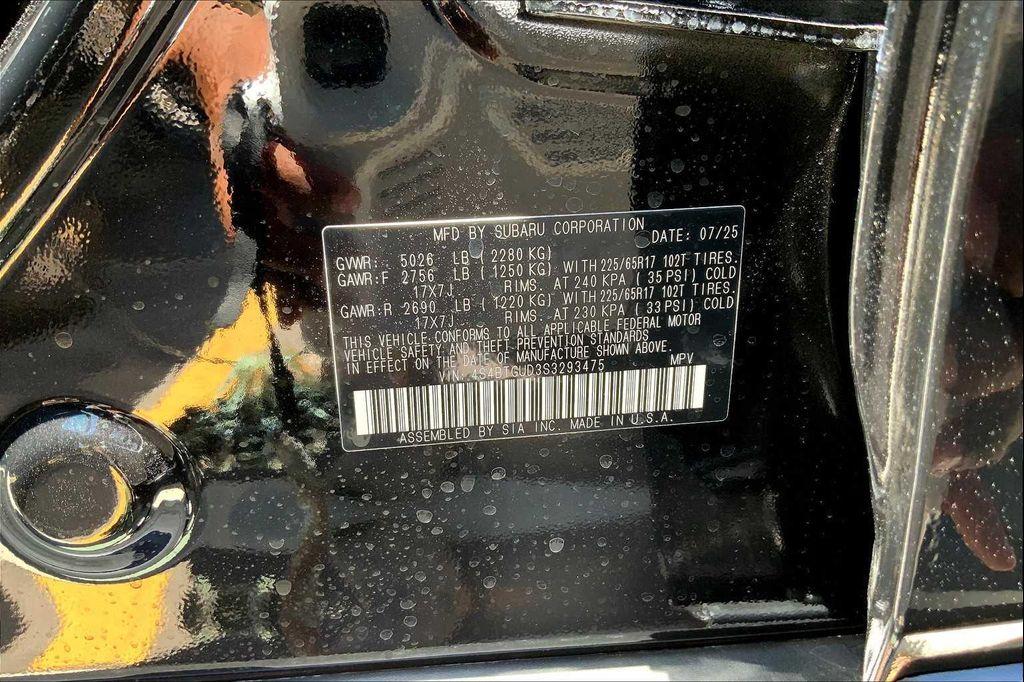 MFD BY SUBARU CORPORATION DATE: 07/25
GVWR: 5026 LB (2280 KG)
GAWR:F 2756 LB (1250 KG) WITH 225/65R17 102T TIRES.
17X7J RIMS. AT 240 KPA (35 PSI) COLD
GAWR:R 2690 LB (1220 KG) WITH 225/65R17 102T TIRES.
17X7J RIMS. AT 230 KPA (33 PSI) COLD
THIS VEHICLE CONFORMS TO ALL APPLICABLE FEDERAL MOTOR
VEHICLE SAFETY AND THEFT PREVENTION STANDARDS
IN EFFECT ON THE DATE OF MANUFACTURE SHOWN ABOVE.
VIN: 4S4BTGUD3S3293475 MPV
ASSEMBLED BY SIA INC. MADE IN U.S.A.